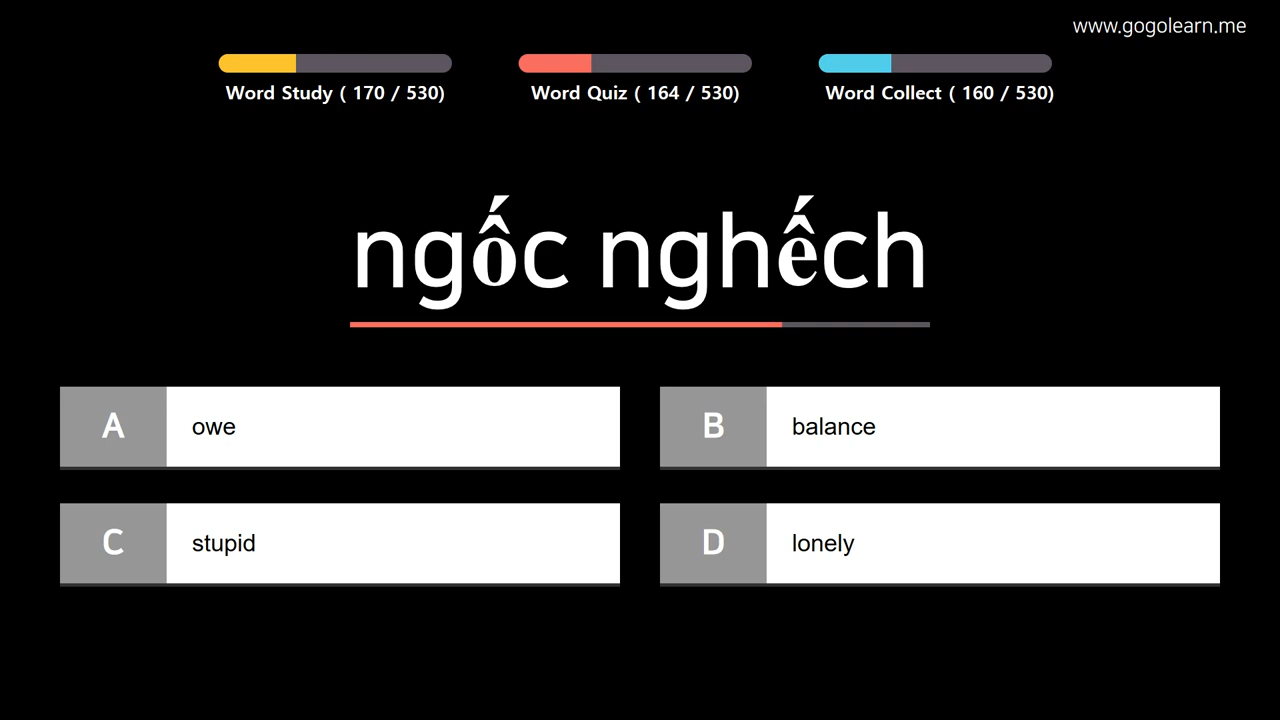 www.gogolearn.me
Word Study ( 170 / 530)
Word Quiz ( 164 / 530)
Word Collect ( 160 / 530)
ngốc nghếch
A owe
B balance
C stupid
D lonely